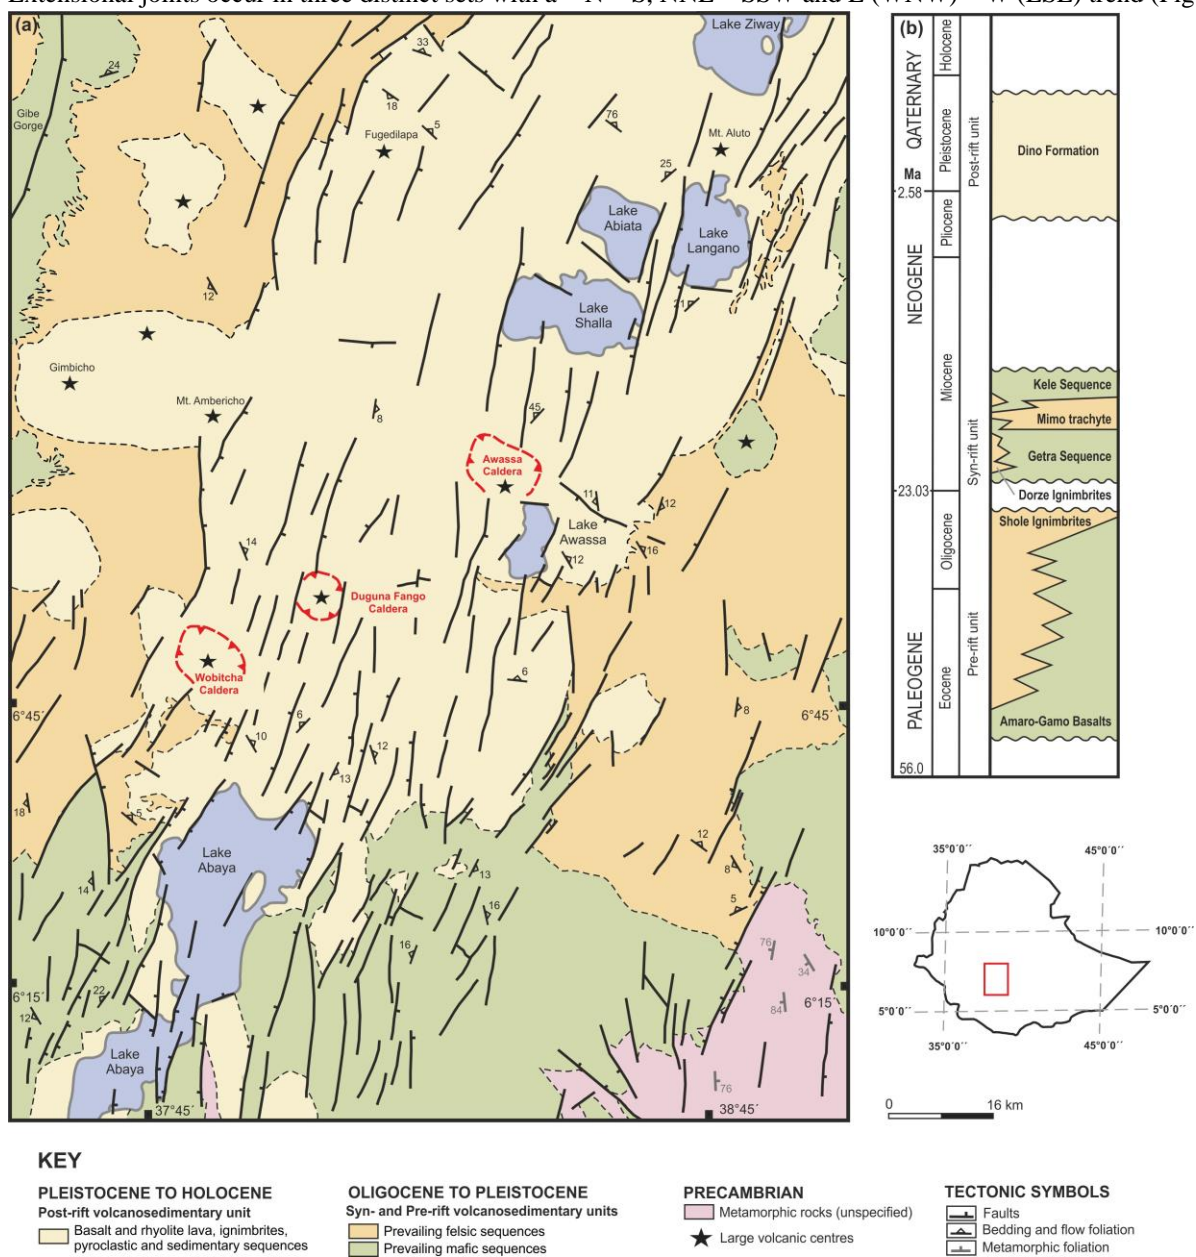 Extensional joints occur in three distinct sets with a N – S, NNE – SSW and E (WNW) – W (ESE) trend (Fig
(a)
Lake Ziway
33
24
Gibe
Gorge
18
Fugedilapa
5
76
Mt. Aluto
25
Lake
Abiata
Lake
Langano
12
21
Lake
Shalla
Gimbicho
Mt. Ambericho
8
45
Awassa
Caldera
11
12
Lake
Awassa
14
12
16
Duguna Fango
Caldera
Wobitcha
Caldera
6
6°45´
6°45´
8
6
10
12
13
18
5
12
Lake
Abaya
8
13
14
5
16
16
76
34
6°15´
22
6°15´
12
84
Lake
Abaya
76
37°45´
38°45´
(b)
QATERNARY
Holocene
Pleistocene
Post-rift unit
Dino Formation
Ma
2.58
NEOGENE
Pliocene
Miocene
Syn-rift unit
Kele Sequence
Mimo trachyte
Getra Sequence
23.03
Dorze Ignimbrites
Shole Ignimbrites
PALEOGENE
Oligocene
Eocene
Pre-rift unit
Amaro-Gamo Basalts
56.0
35°0´0´´
45°0´0´´
10°0´0´´
10°0´0´´
5°0´0´´
5°0´0´´
35°0´0´´
45°0´0´´
0
16 km
KEY
PLEISTOCENE TO HOLOCENE
Post-rift volcanosedimentary unit
Basalt and rhyolite lava, ignimbrites,
pyroclastic and sedimentary sequences
OLIGOCENE TO PLEISTOCENE
Syn- and Pre-rift volcanosedimentary units
Prevailing felsic sequences
Prevailing mafic sequences
PRECAMBRIAN
Metamorphic rocks (unspecified)
Large volcanic centres
TECTONIC SYMBOLS
Faults
Bedding and flow foliation
Metamorphic foliation